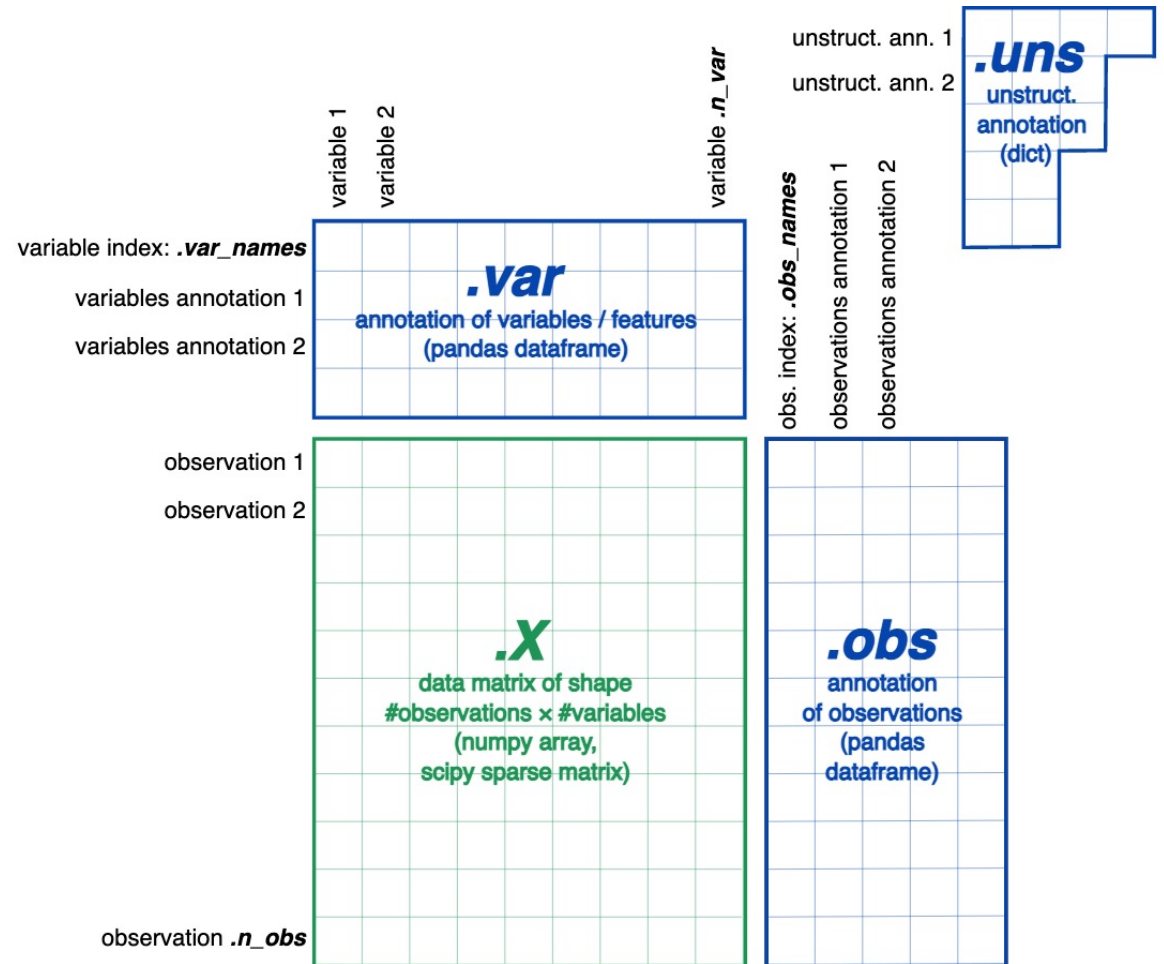 unstruct. ann. 1
unstruct. ann. 2
.uns
unstruct.
annotation
(dict)
variable 1
variable 2
variable .n_var
variable index: .var_names
variables annotation 1
variables annotation 2
.var
annotation of variables / features
(pandas dataframe)
obs. index: .obs_names
observations annotation 1
observations annotation 2
observation 1
observation 2
observation .n_obs
.X
data matrix of shape
#observations × #variables
(numpy array,
scipy sparse matrix)
.obs
annotation
of observations
(pandas
dataframe)